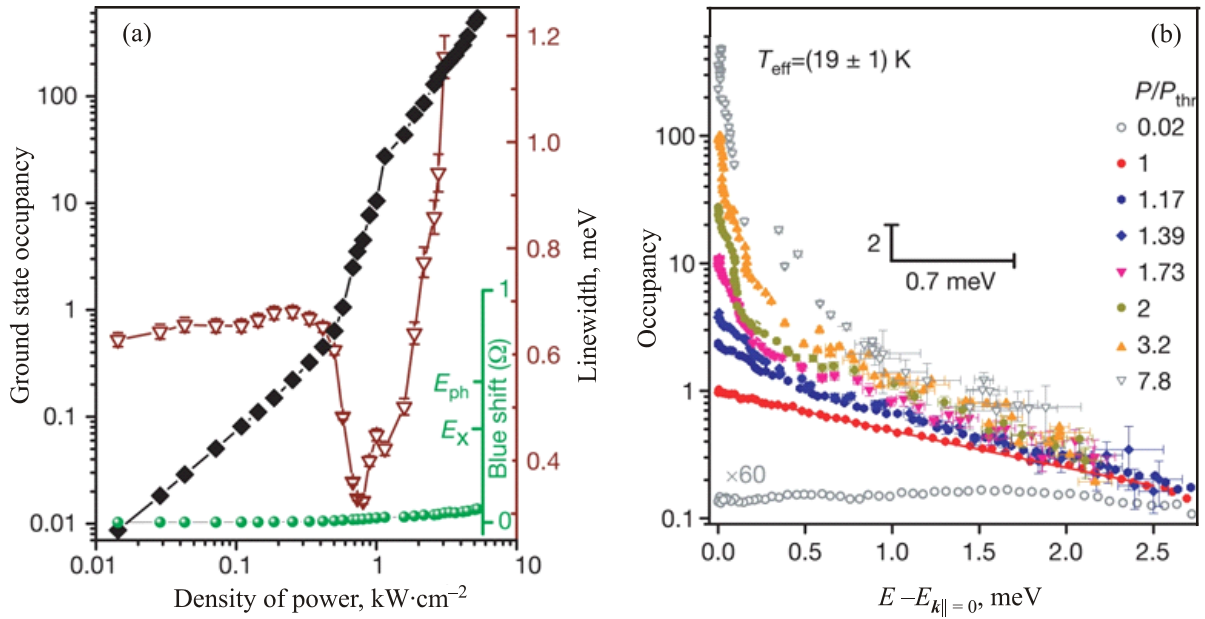 (a)
Ground state occupancy
100
10
1
0.1
0.01
0.01
0.1
1
10
Density of power, kW·cm⁻²
1.2
1.0
0.8
0.6
0.4
Linewidth, meV
1
0
Blue shift (Ω)
E_ph
E_X
(b)
T_eff=(19 ± 1) K
P/P_thr
0.02
1
1.17
1.39
1.73
2
3.2
7.8
2
0.7 meV
×60
Occupancy
100
10
1
0.1
0.0
0.5
1.0
1.5
2.0
2.5
E –E_k|| = 0, meV